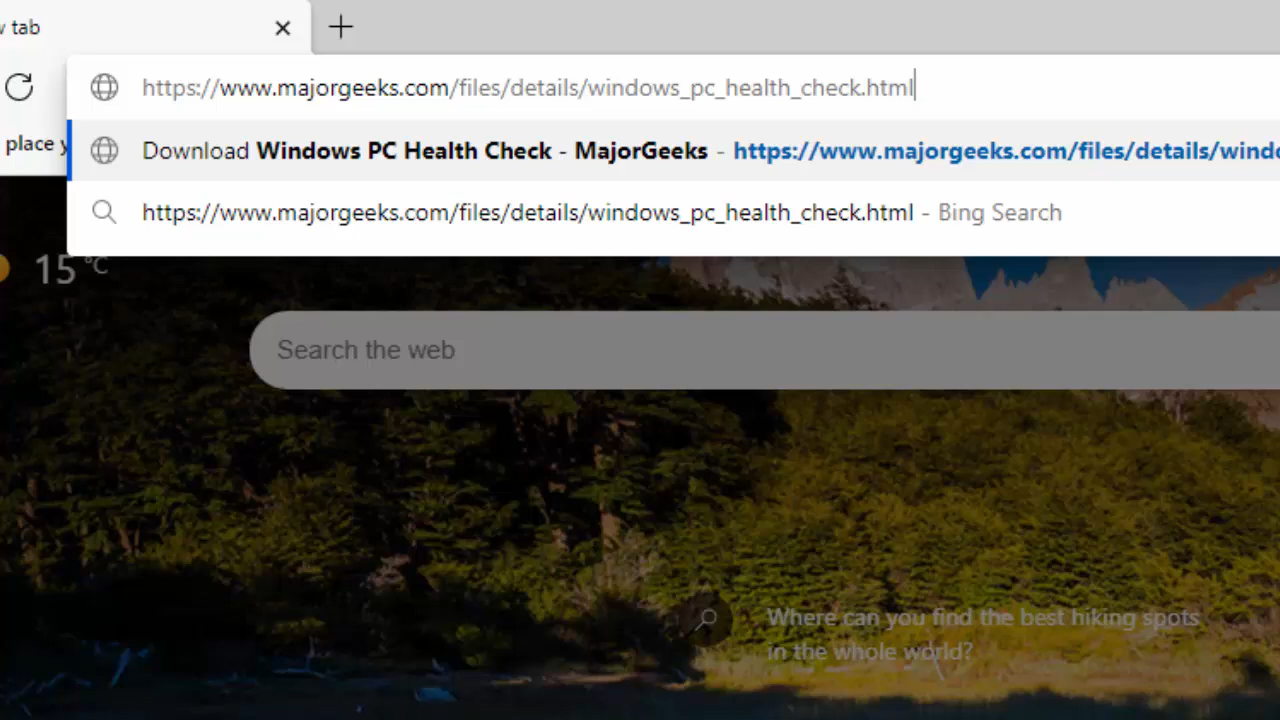 w tab
https://www.majorgeeks.com/files/details/windows_pc_health_check.html
place y
Download Windows PC Health Check - MajorGeeks - https://www.majorgeeks.com/files/details/windo
https://www.majorgeeks.com/files/details/windows_pc_health_check.html - Bing Search
15 °C
Search the web
Where can you find the best hiking spots
in the whole world?